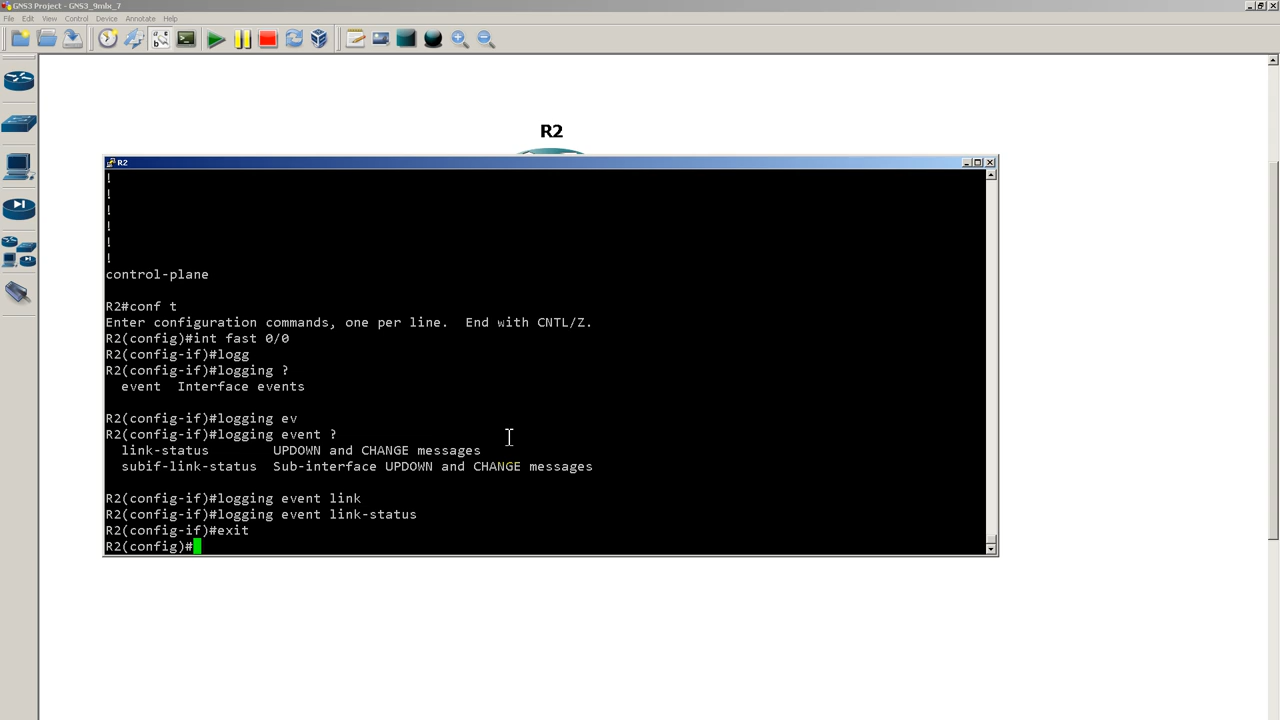 GNS3 Project - GNS3_9mlx_7
File Edit View Control Device Annotate Help
R2
R2
!
!
!
!
!
!
control-plane
R2#conf t
Enter configuration commands, one per line.  End with CNTL/Z.
R2(config)#int fast 0/0
R2(config-if)#logg
R2(config-if)#logging ?
  event  Interface events
R2(config-if)#logging ev
R2(config-if)#logging event ?
  link-status        UPDOWN and CHANGE messages
  subif-link-status  Sub-interface UPDOWN and CHANGE messages
R2(config-if)#logging event link
R2(config-if)#logging event link-status
R2(config-if)#exit
R2(config)#